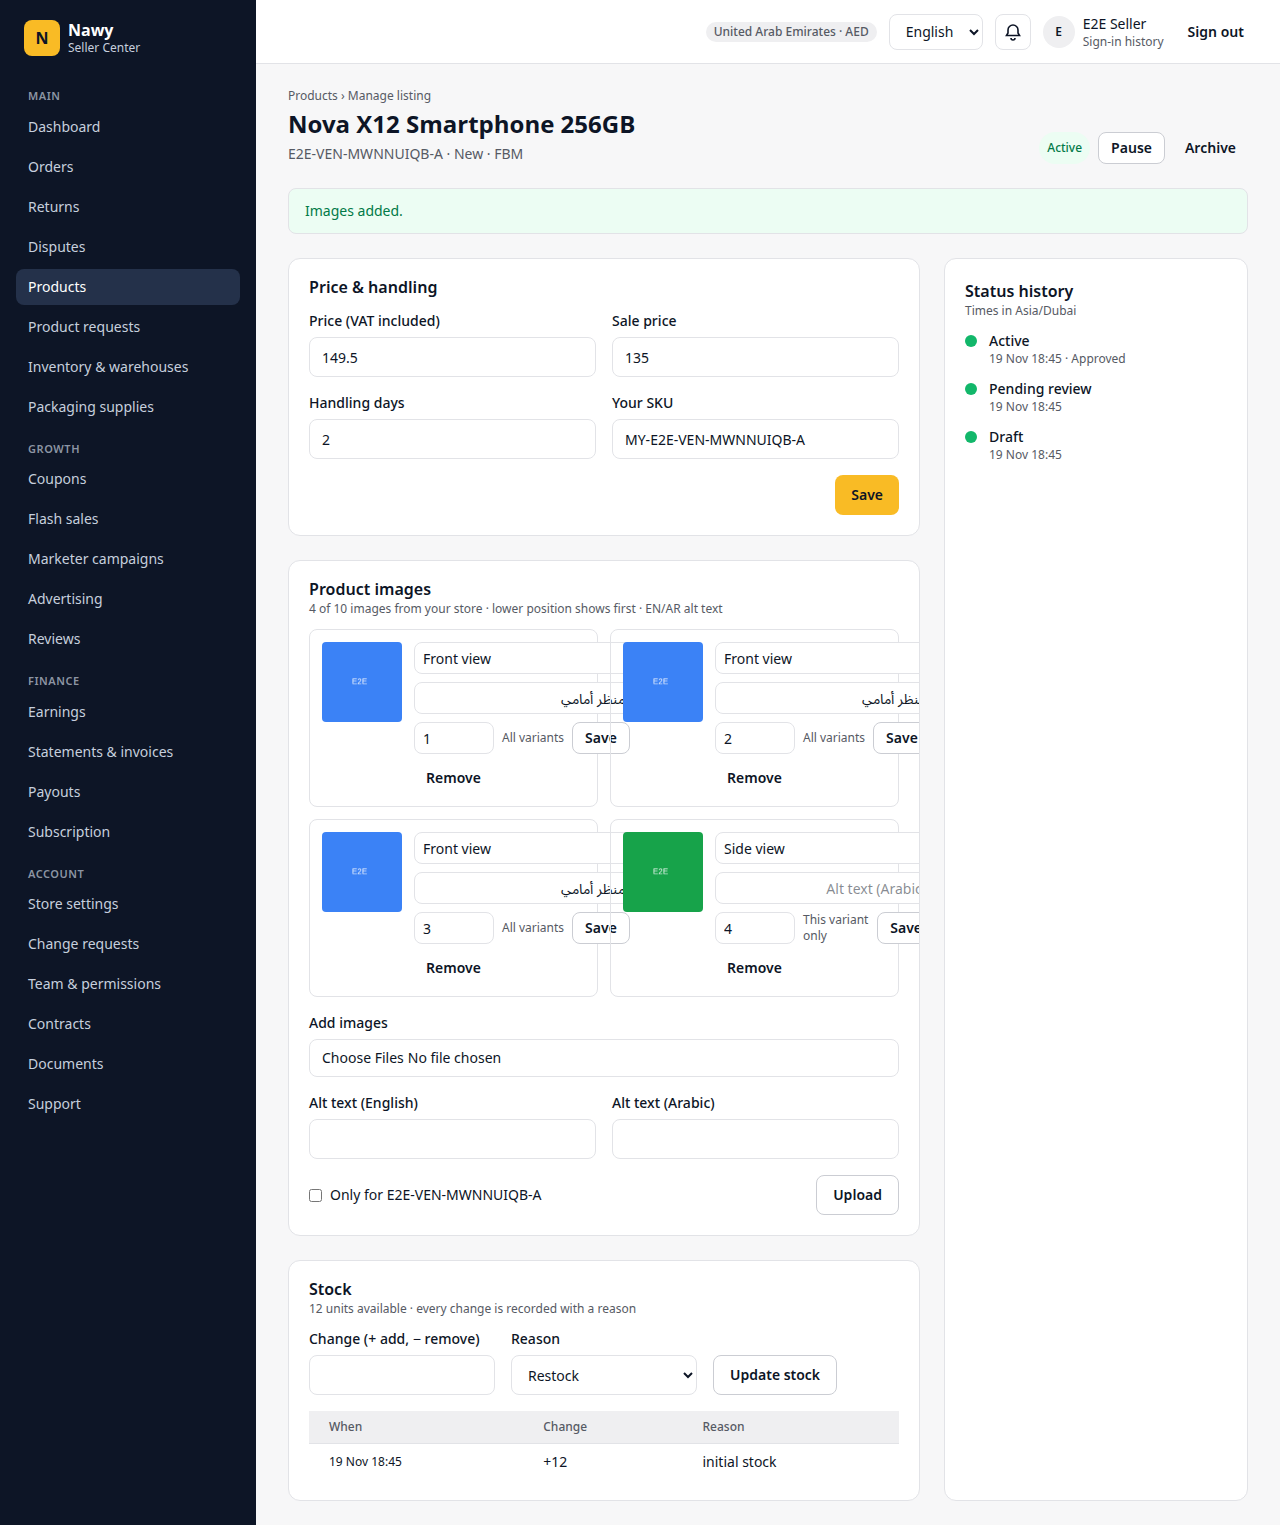 N
Nawy
Seller Center
MAIN
Dashboard
Orders
Returns
Disputes
Products
Product requests
Inventory & warehouses
Packaging supplies
GROWTH
Coupons
Flash sales
Marketer campaigns
Advertising
Reviews
FINANCE
Earnings
Statements & invoices
Payouts
Subscription
ACCOUNT
Store settings
Change requests
Team & permissions
Contracts
Documents
Support
United Arab Emirates · AED
English
E
E2E Seller
Sign-in history
Sign out
Products › Manage listing
Nova X12 Smartphone 256GB
E2E-VEN-MWNNUIQB-A · New · FBM
Active
Pause
Archive
Images added.
Price & handling
Price (VAT included)
Sale price
149.5
135
Handling days
Your SKU
2
MY-E2E-VEN-MWNNUIQB-A
Save
Product images
4 of 10 images from your store · lower position shows first · EN/AR alt text
E2E
Front view
منظر أمامي
1
All variants
Save
Remove
E2E
Front view
منظر أمامي
2
All variants
Save
Remove
E2E
Front view
منظر أمامي
3
All variants
Save
Remove
E2E
Side view
Alt text (Arabic
4
This variant
only
Save
Remove
Add images
Choose Files No file chosen
Alt text (English)
Alt text (Arabic)
Only for E2E-VEN-MWNNUIQB-A
Upload
Stock
12 units available · every change is recorded with a reason
Change (+ add, − remove)
Reason
Restock
Update stock
When
Change
Reason
19 Nov 18:45
+12
initial stock
Status history
Times in Asia/Dubai
Active
19 Nov 18:45 · Approved
Pending review
19 Nov 18:45
Draft
19 Nov 18:45